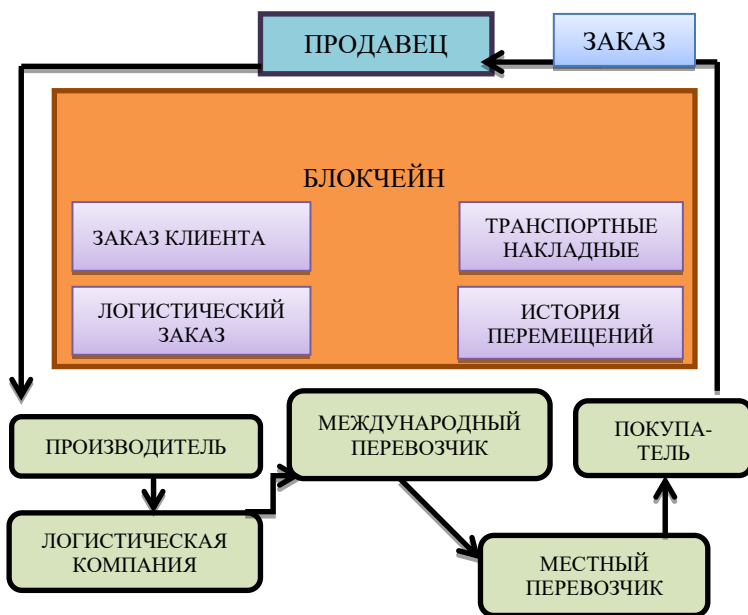 ПРОДАВЕЦ
ЗАКАЗ
БЛОКЧЕЙН
ЗАКАЗ КЛИЕНТА
ТРАНСПОРТНЫЕ
НАКЛАДНЫЕ
ЛОГИСТИЧЕСКИЙ
ЗАКАЗ
ИСТОРИЯ
ПЕРЕМЕЩЕНИЙ
ПРОИЗВОДИТЕЛЬ
МЕЖДУНАРОДНЫЙ
ПЕРЕВОЗЧИК
ПОКУПА-
ТЕЛЬ
ЛОГИСТИЧЕСКАЯ
КОМПАНИЯ
МЕСТНЫЙ
ПЕРЕВОЗЧИК